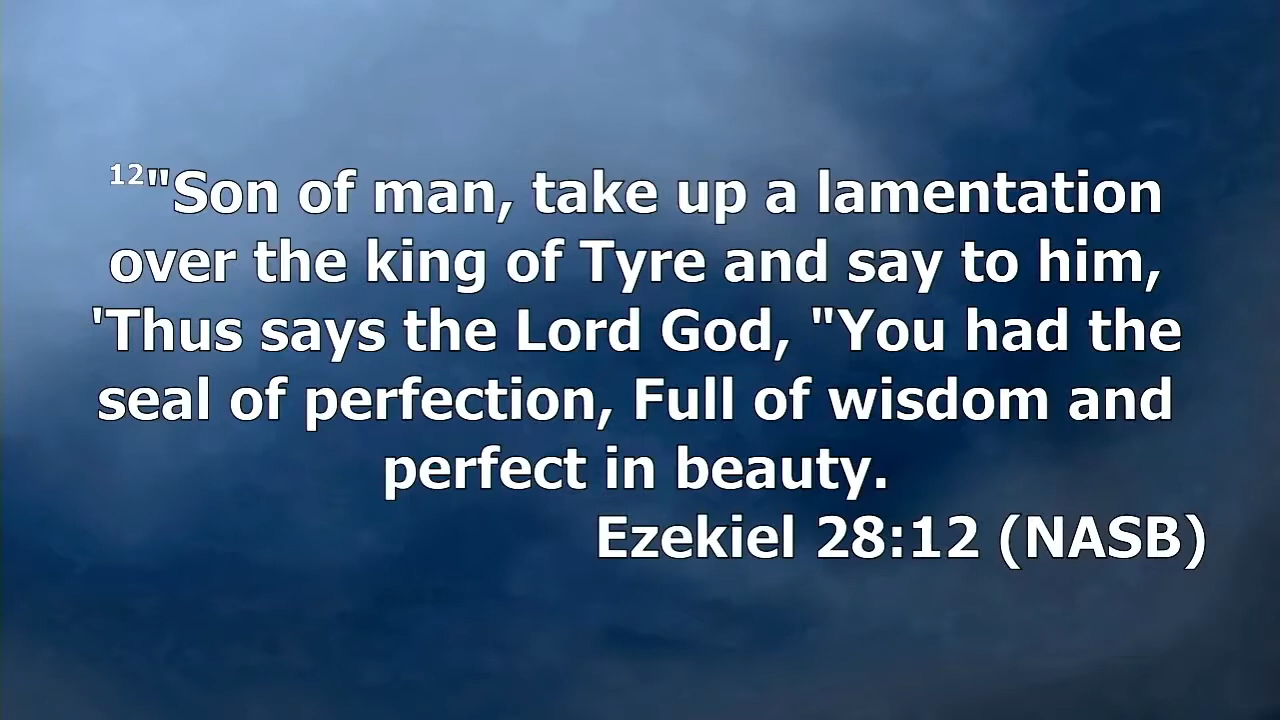 12"Son of man, take up a lamentation
over the king of Tyre and say to him,
'Thus says the Lord God, "You had the
seal of perfection, Full of wisdom and
perfect in beauty.
Ezekiel 28:12 (NASB)